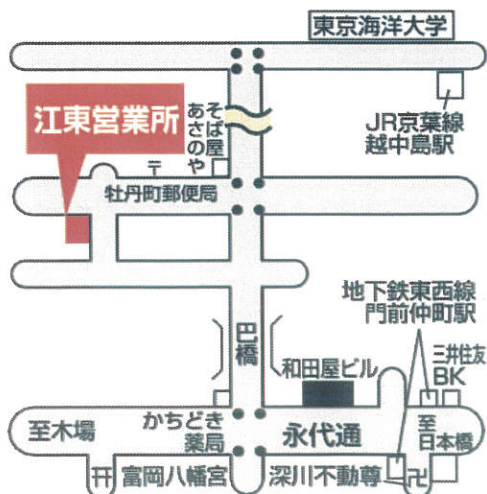 東京海洋大学
江東営業所
そば屋
あさのや
JR京葉線
越中島駅
〒
牡丹町郵便局
地下鉄東西線
門前仲町駅
巴橋
和田屋ビル
三井住友
BK
至木場
かちどき
薬局
永代通
至
日本橋
富岡八幡宮
深川不動尊
卍